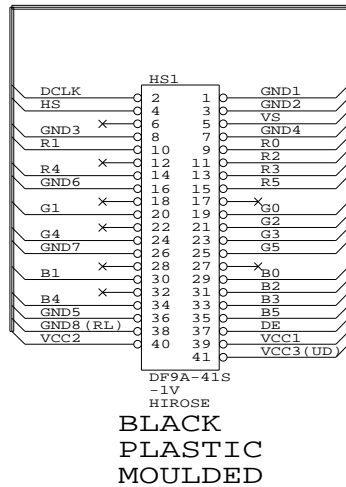 HS1
DCLK 2 1 GND1
HS 4 3 GND2
6 5 VS
GND3 8 7 GND4
R1 10 9 R0
12 11 R2
R4 14 13 R3
GND6 16 15 R5
18 17
G1 20 19 G0
22 21 G2
G4 24 23 G3
GND7 26 25 G5
28 27
B1 30 29 B0
32 31 B2
B4 34 33 B3
GND5 36 35 B5
GND8(RL) 38 37 DE
VCC2 40 39 VCC1
41 VCC3(UD)
DF9A-41S
-1V
HIROSE
BLACK
PLASTIC
MOULDED